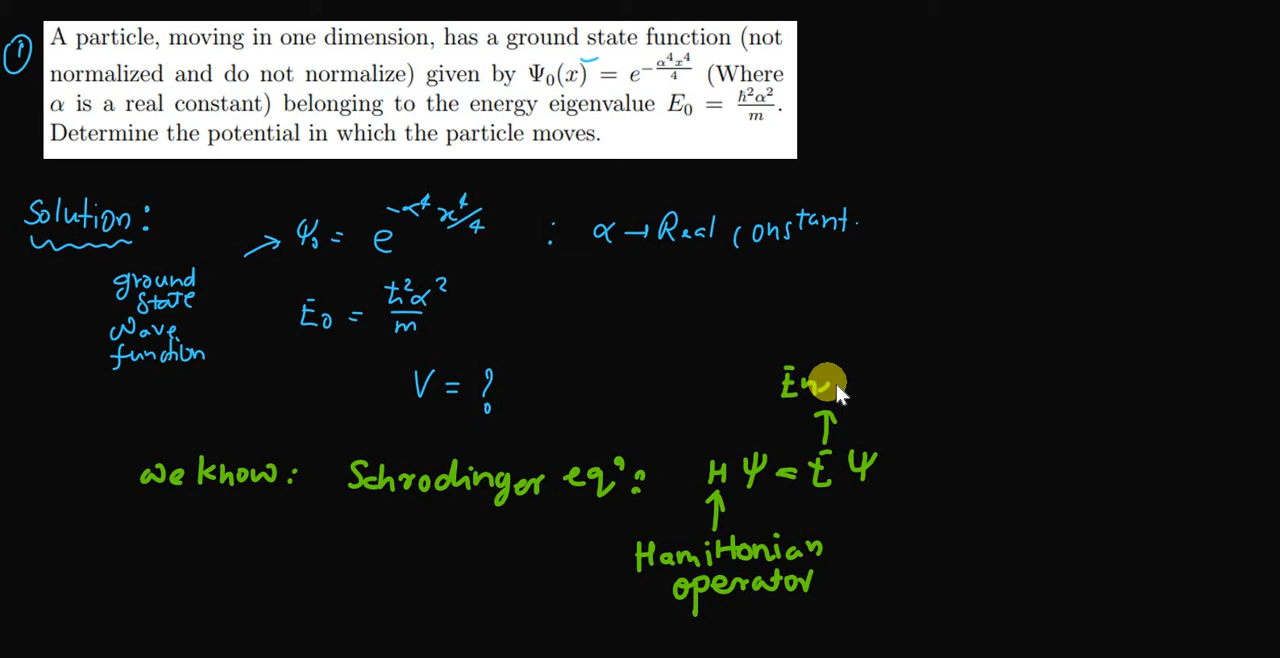 ①
A particle, moving in one dimension, has a ground state function (not
normalized and do not normalize) given by Ψ₀(x) = e^{-α⁴x⁴/4} (Where
α is a real constant) belonging to the energy eigenvalue E₀ = ħ²α²/m.
Determine the potential in which the particle moves.
Solution:
→ Ψ₀ = e^{-α⁴x⁴/4} : α → Real constant.
ground
state
wave
function
E₀ = ħ²α²/m
V = ?
En
↑
we know: Schrodinger eqⁿ: H Ψ = E Ψ
↑
Hamiltonian
operator